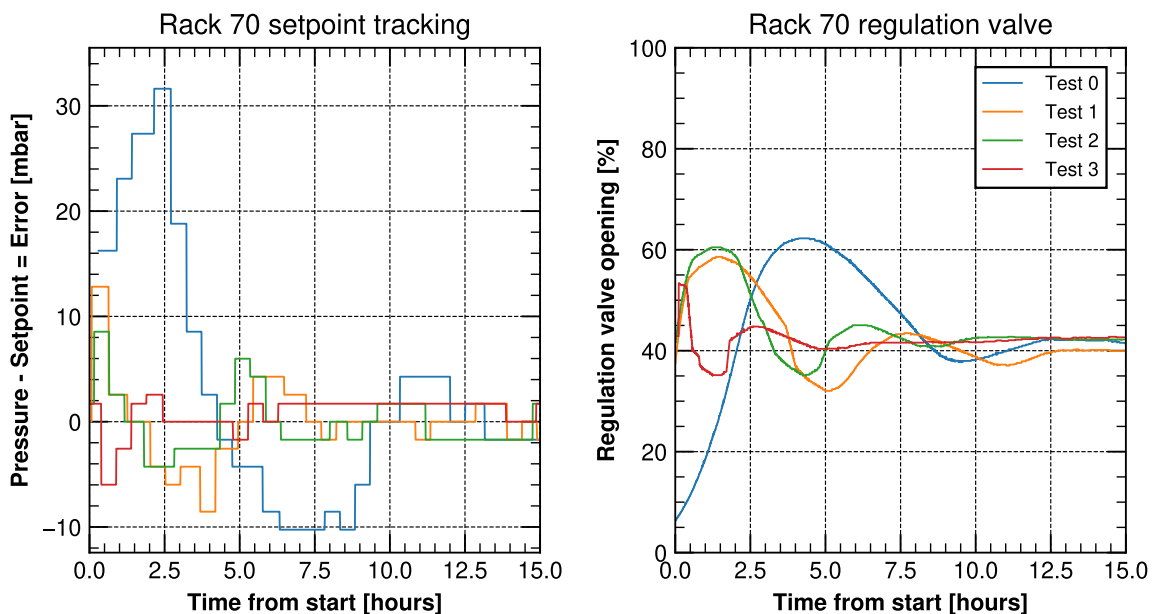 Rack 70 setpoint tracking
Pressure - Setpoint = Error [mbar]
30
20
10
0
−10
0.0 2.5 5.0 7.5 10.0 12.5 15.0
Time from start [hours]
Rack 70 regulation valve
Regulation valve opening [%]
100
80
60
40
20
0
0.0 2.5 5.0 7.5 10.0 12.5 15.0
Time from start [hours]
Test 0
Test 1
Test 2
Test 3